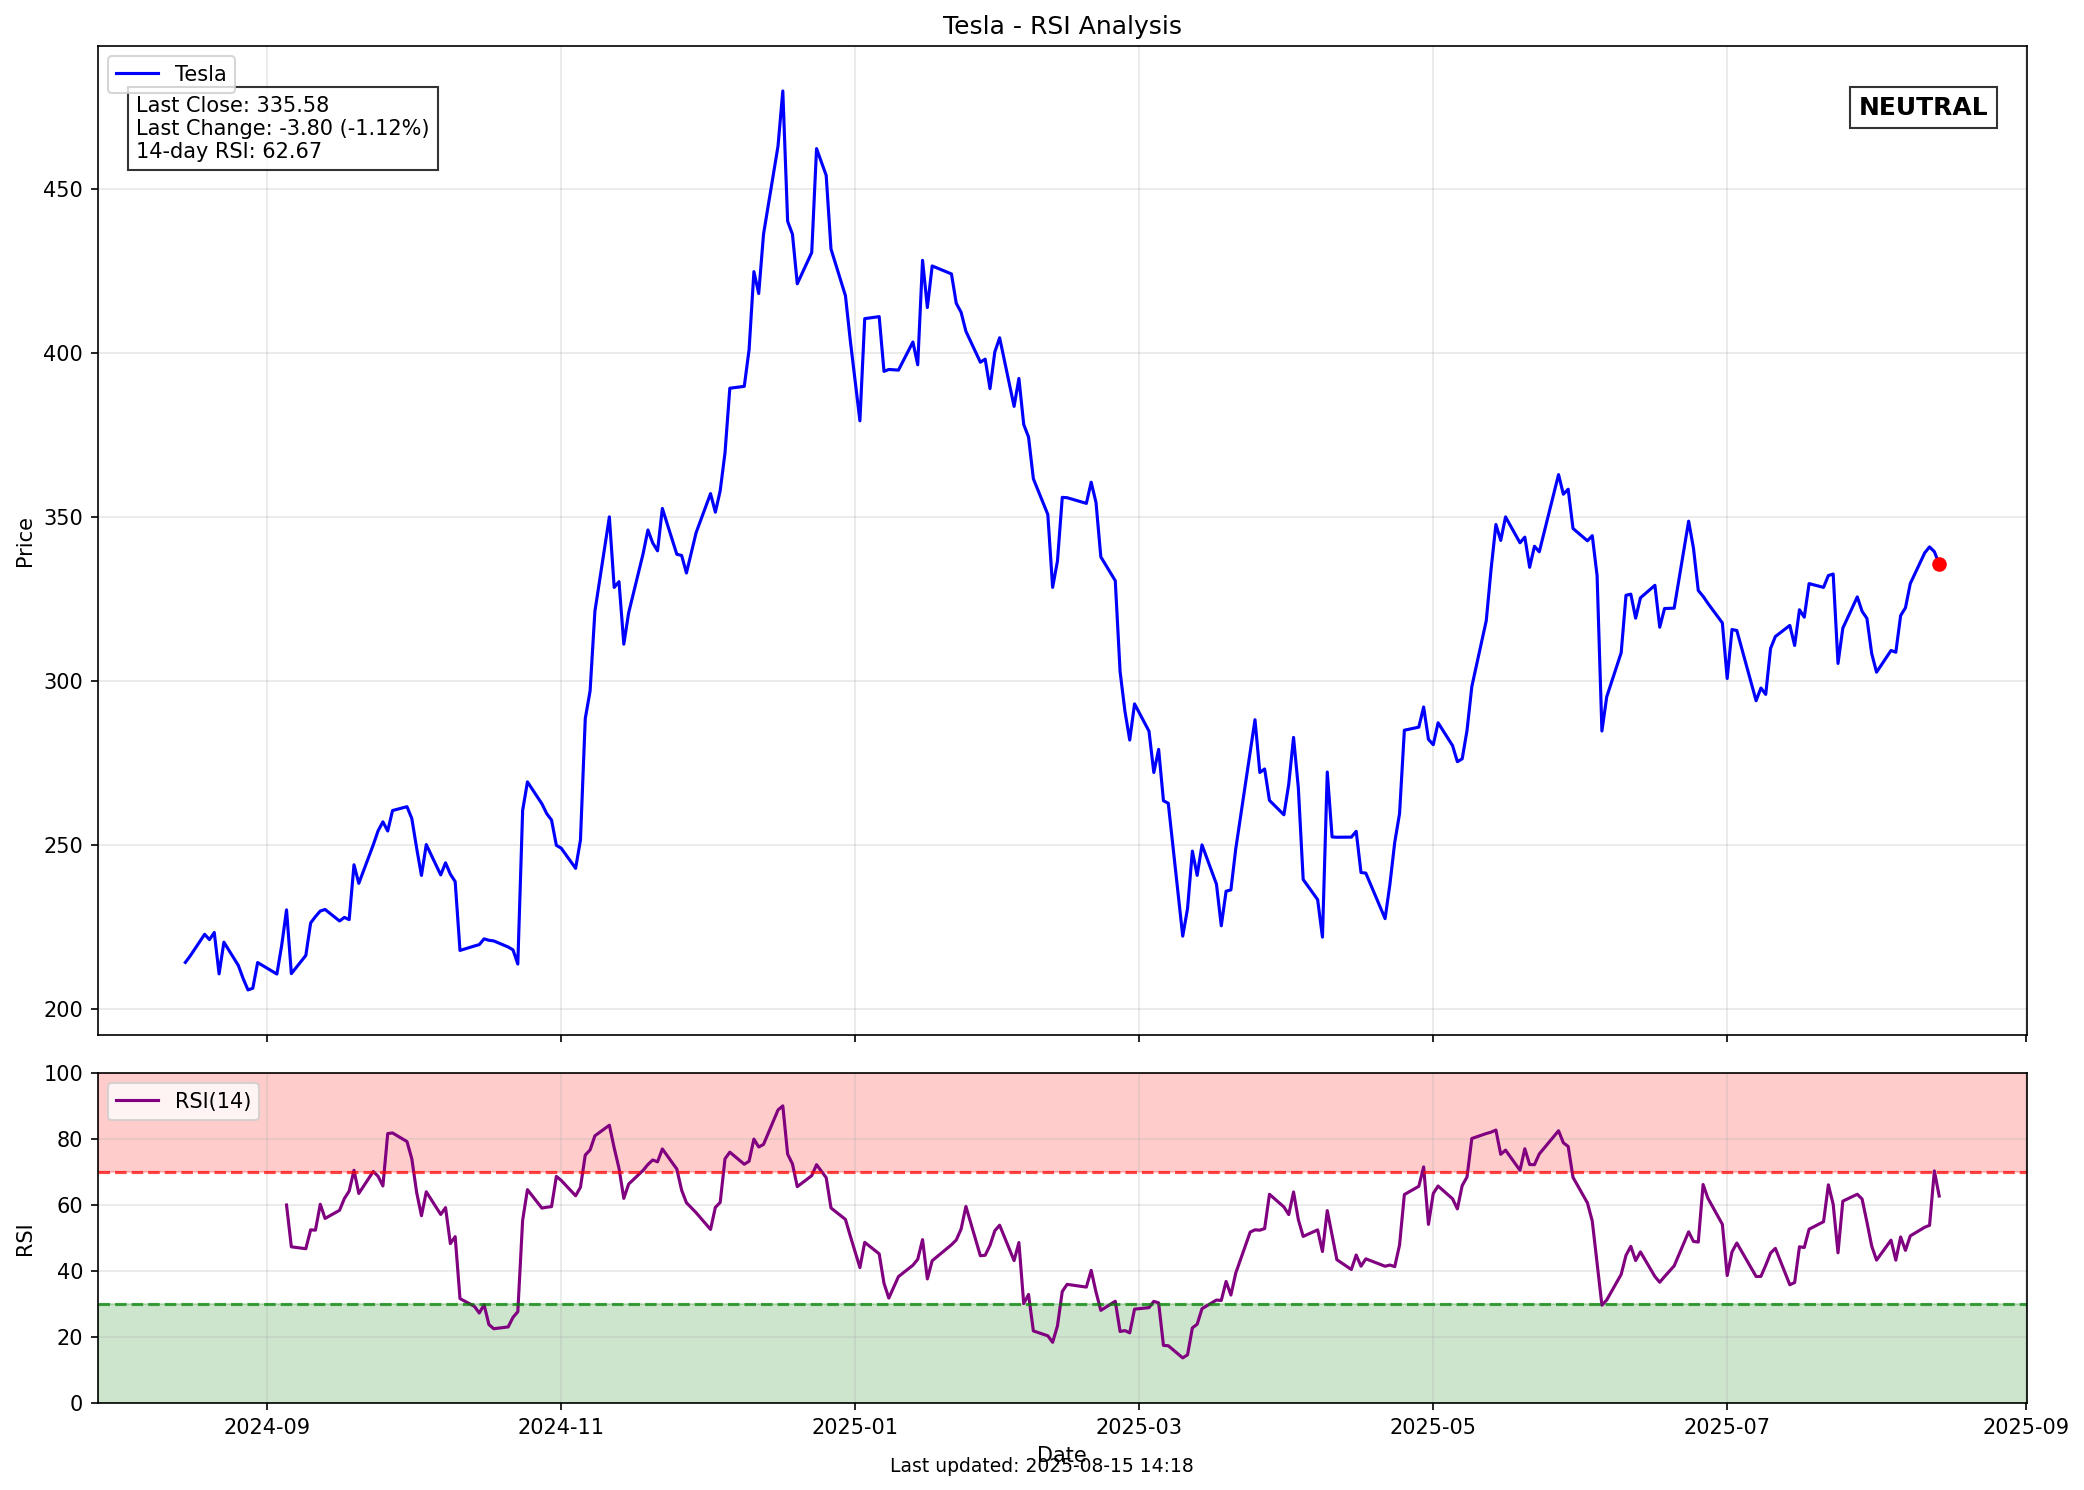 Tesla - RSI Analysis
Tesla
Last Close: 335.58
Last Change: -3.80 (-1.12%)
14-day RSI: 62.67
NEUTRAL
Price
450
400
350
300
250
200
RSI(14)
RSI
100
80
60
40
20
0
2024-09
2024-11
2025-01
2025-03
2025-05
2025-07
2025-09
Date
Last updated: 2025-08-15 14:18